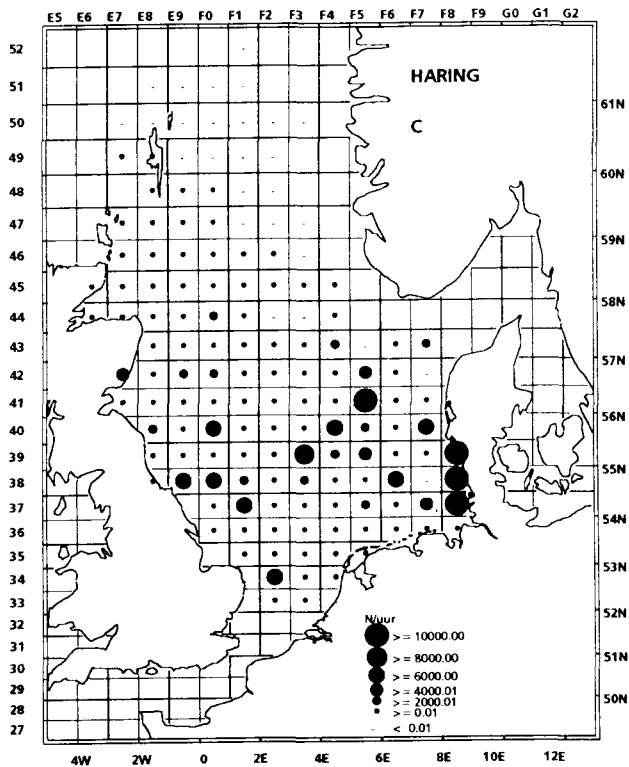 E5 E6 E7 E8 E9 F0 F1 F2 F3 F4 F5 F6 F7 F8 F9 G0 G1 G2
52
HARING
51
61N
50
C
49
60N
48
47
59N
46
45
58N
44
43
57N
42
41
56N
40
39
55N
38
37
54N
36
35
53N
34
33
N/uur
52N
32
> = 10000.00
31
> = 8000.00
51N
30
> = 6000.00
29
> = 4000.01
50N
28
> = 2000.01
> = 0.01
27
< 0.01
4W 2W 0 2E 4E 6E 8E 10E 12E